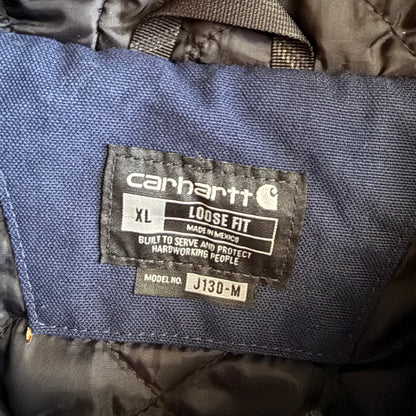 carhartt
XL LOOSE FIT
MADE IN MEXICO
BUILT TO SERVE AND PROTECT
HARDWORKING PEOPLE
MODEL NO. J130-M